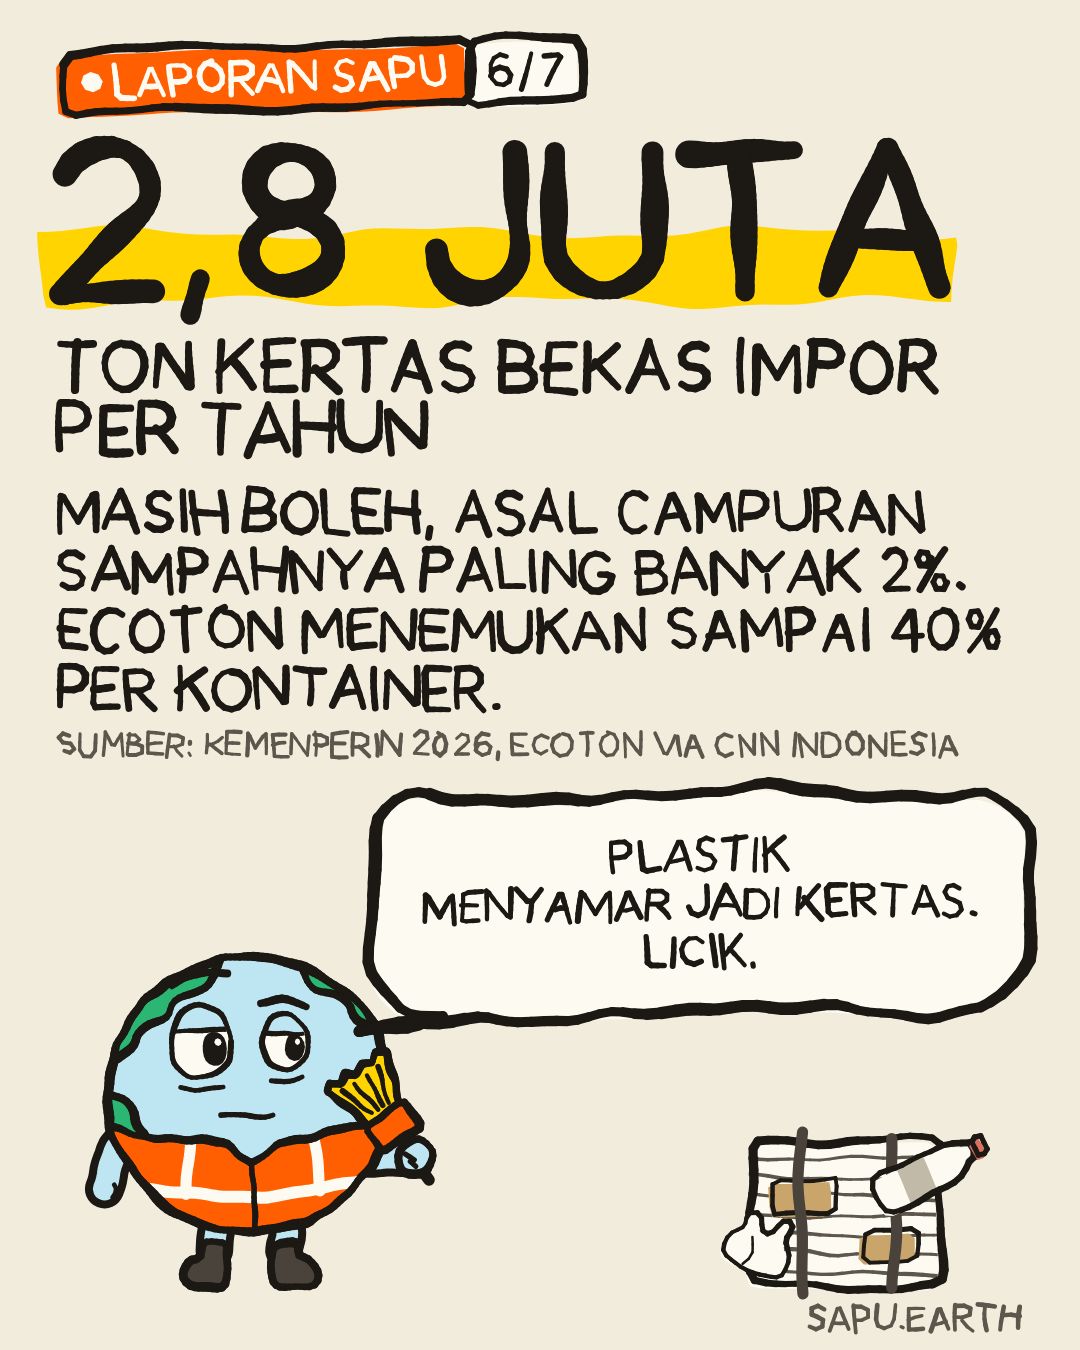 LAPORAN SAPU 6/7
2,8 JUTA
TON KERTAS BEKAS IMPOR
PER TAHUN
MASIH BOLEH, ASAL CAMPURAN
SAMPAHNYA PALING BANYAK 2%.
ECOTON MENEMUKAN SAMPAI 40%
PER KONTAINER.
SUMBER: KEMENPERIN 2026, ECOTON VIA CNN INDONESIA
PLASTIK
MENYAMAR JADI KERTAS.
LICIK.
SAPU.EARTH